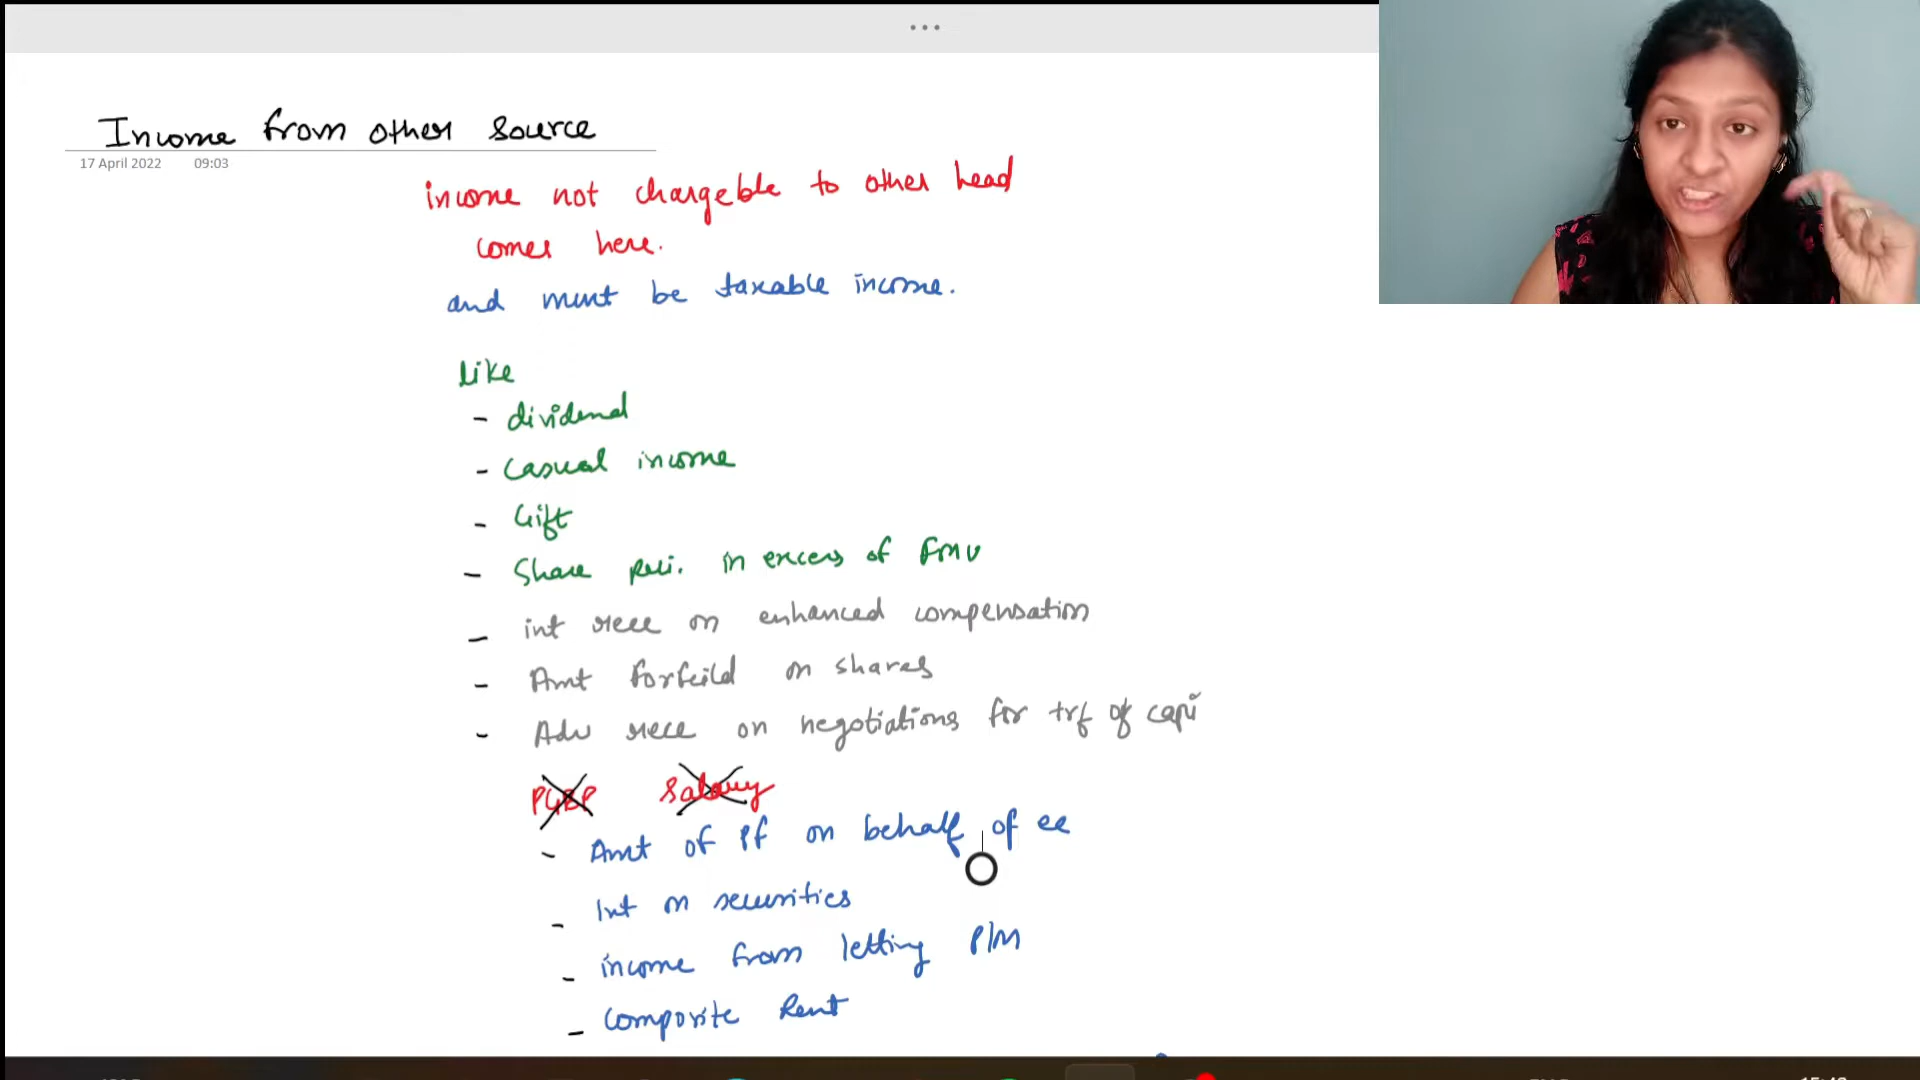 Income from other source
17 April 2022 09:03
income not chargeble to other head
comes here.
and must be taxable income.
like
- dividend
- Casual income
- Gift
- Share in excess of FMV
- int rece on enhanced compensation
- Amt forfeild on shares
- Adv rece on negotiations for trf of capi
PGBP Salary
- Amt of Pf on behalf of ee
- Int on securities
- income from letting P/M
- Composite Rent